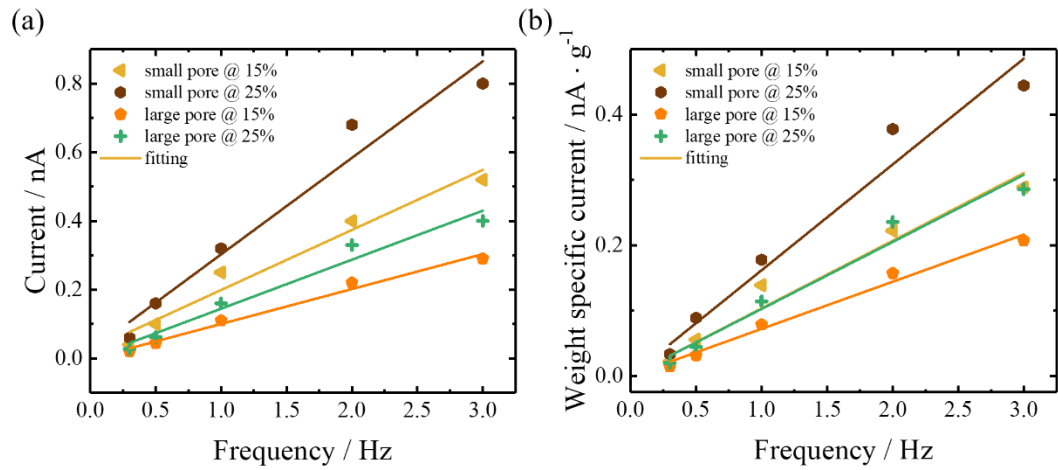 (a)
Current / nA
0.8
0.6
0.4
0.2
0.0
small pore @ 15%
small pore @ 25%
large pore @ 15%
large pore @ 25%
fitting
0.0 0.5 1.0 1.5 2.0 2.5 3.0
Frequency / Hz
(b)
Weight specific current / nA · g⁻¹
0.4
0.2
0.0
small pore @ 15%
small pore @ 25%
large pore @ 15%
large pore @ 25%
fitting
0.0 0.5 1.0 1.5 2.0 2.5 3.0
Frequency / Hz